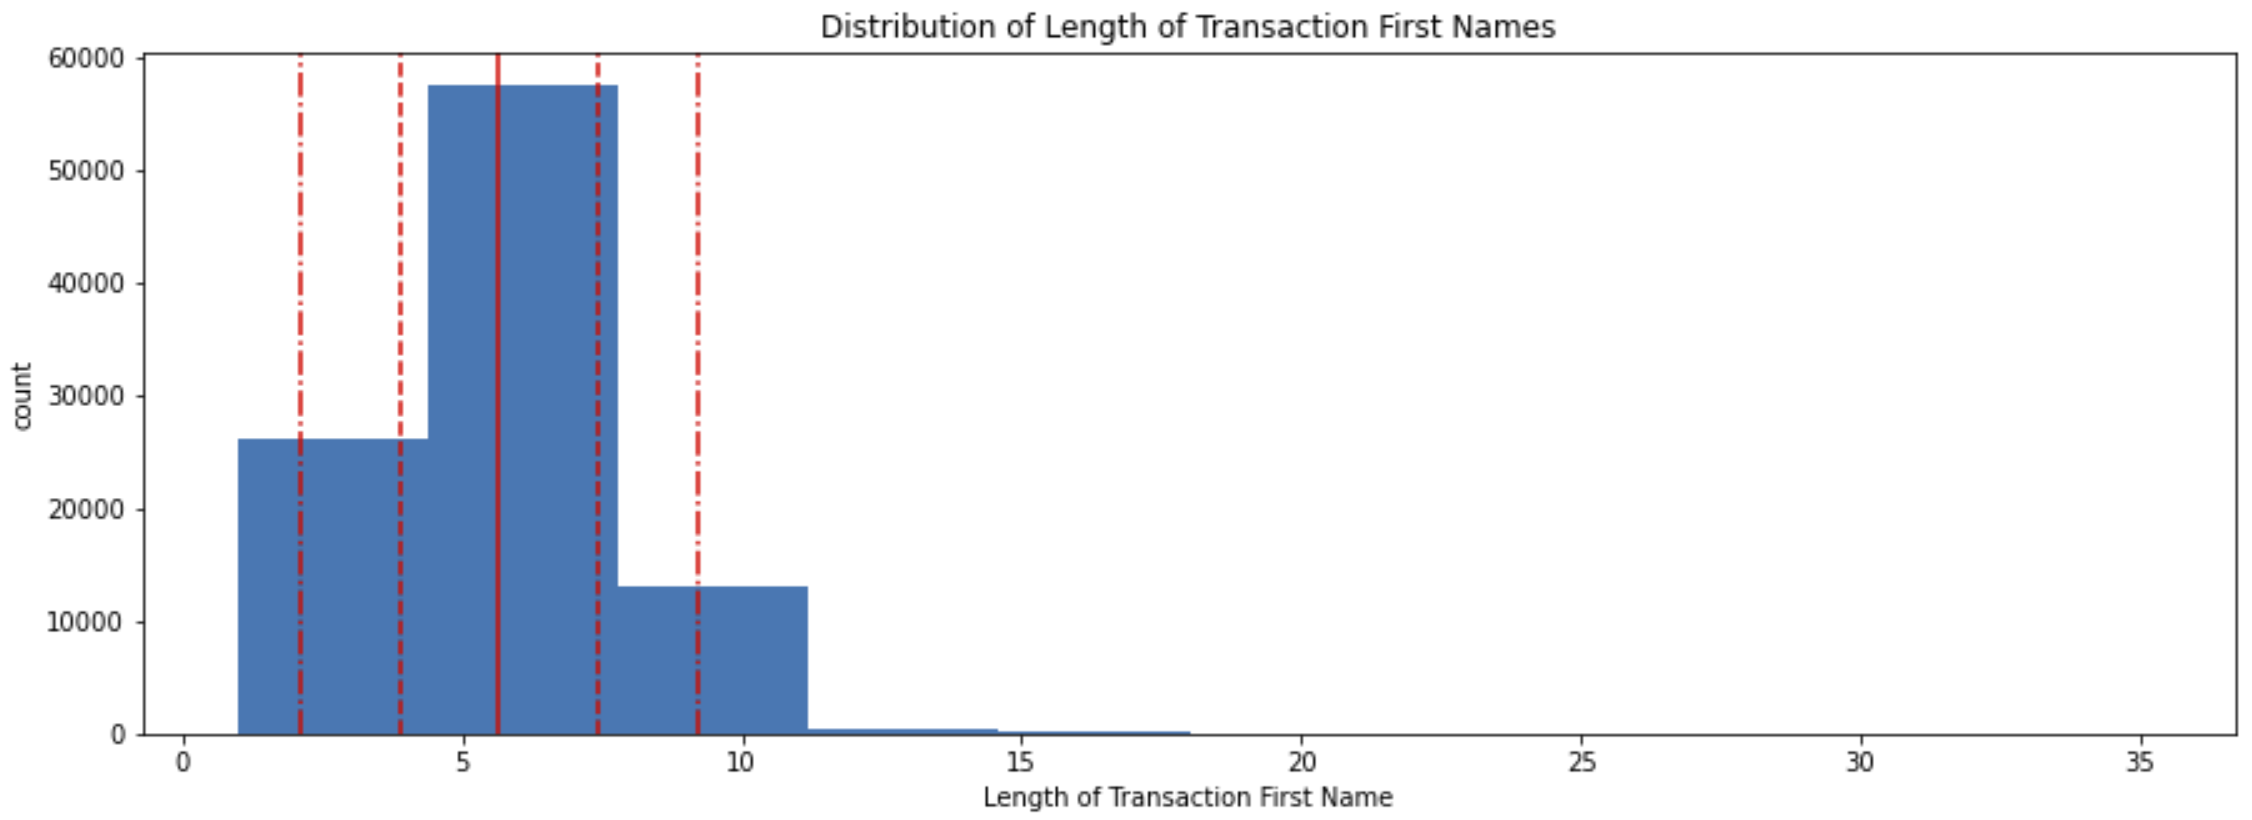 Distribution of Length of Transaction First Names
60000
50000
40000
30000
20000
10000
0
count
0 5 10 15 20 25 30 35
Length of Transaction First Name